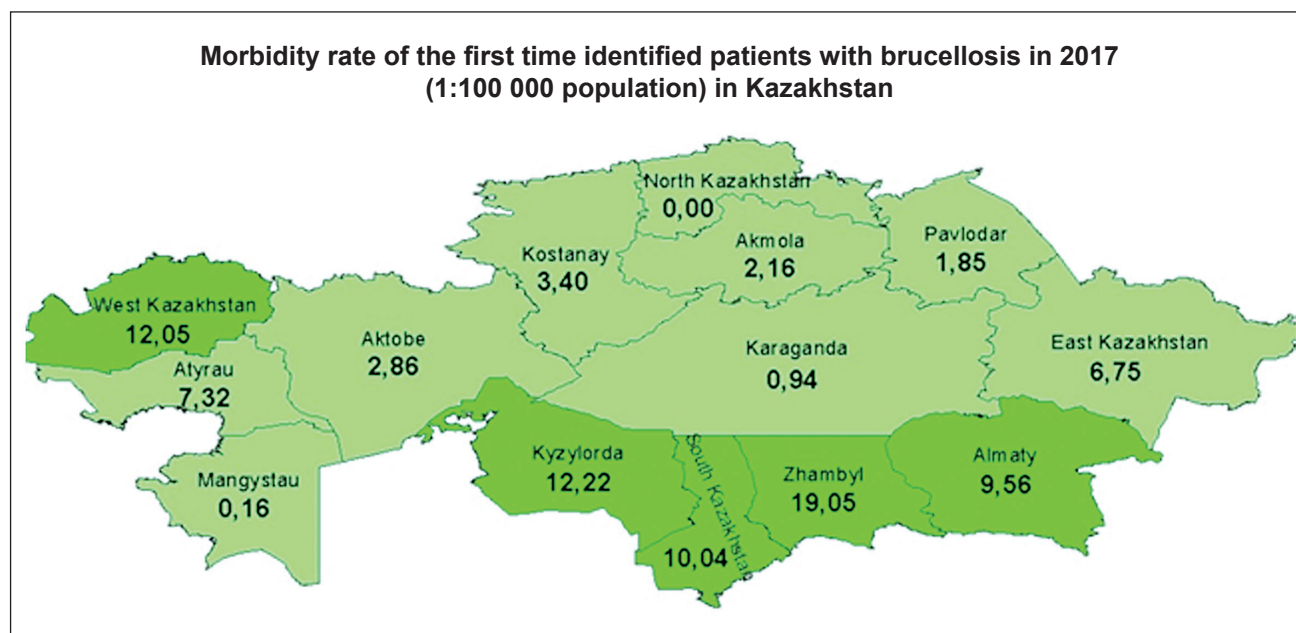 Morbidity rate of the first time identified patients with brucellosis in 2017
(1:100 000 population) in Kazakhstan
North Kazakhstan
0,00
Pavlodar
1,85
Akmola
2,16
Kostanay
3,40
West Kazakhstan
12,05
Aktobe
2,86
Karaganda
0,94
East Kazakhstan
6,75
Atyrau
7,32
Mangystau
0,16
Kyzylorda
12,22
South Kazakhstan
10,04
Zhambyl
19,05
Almaty
9,56